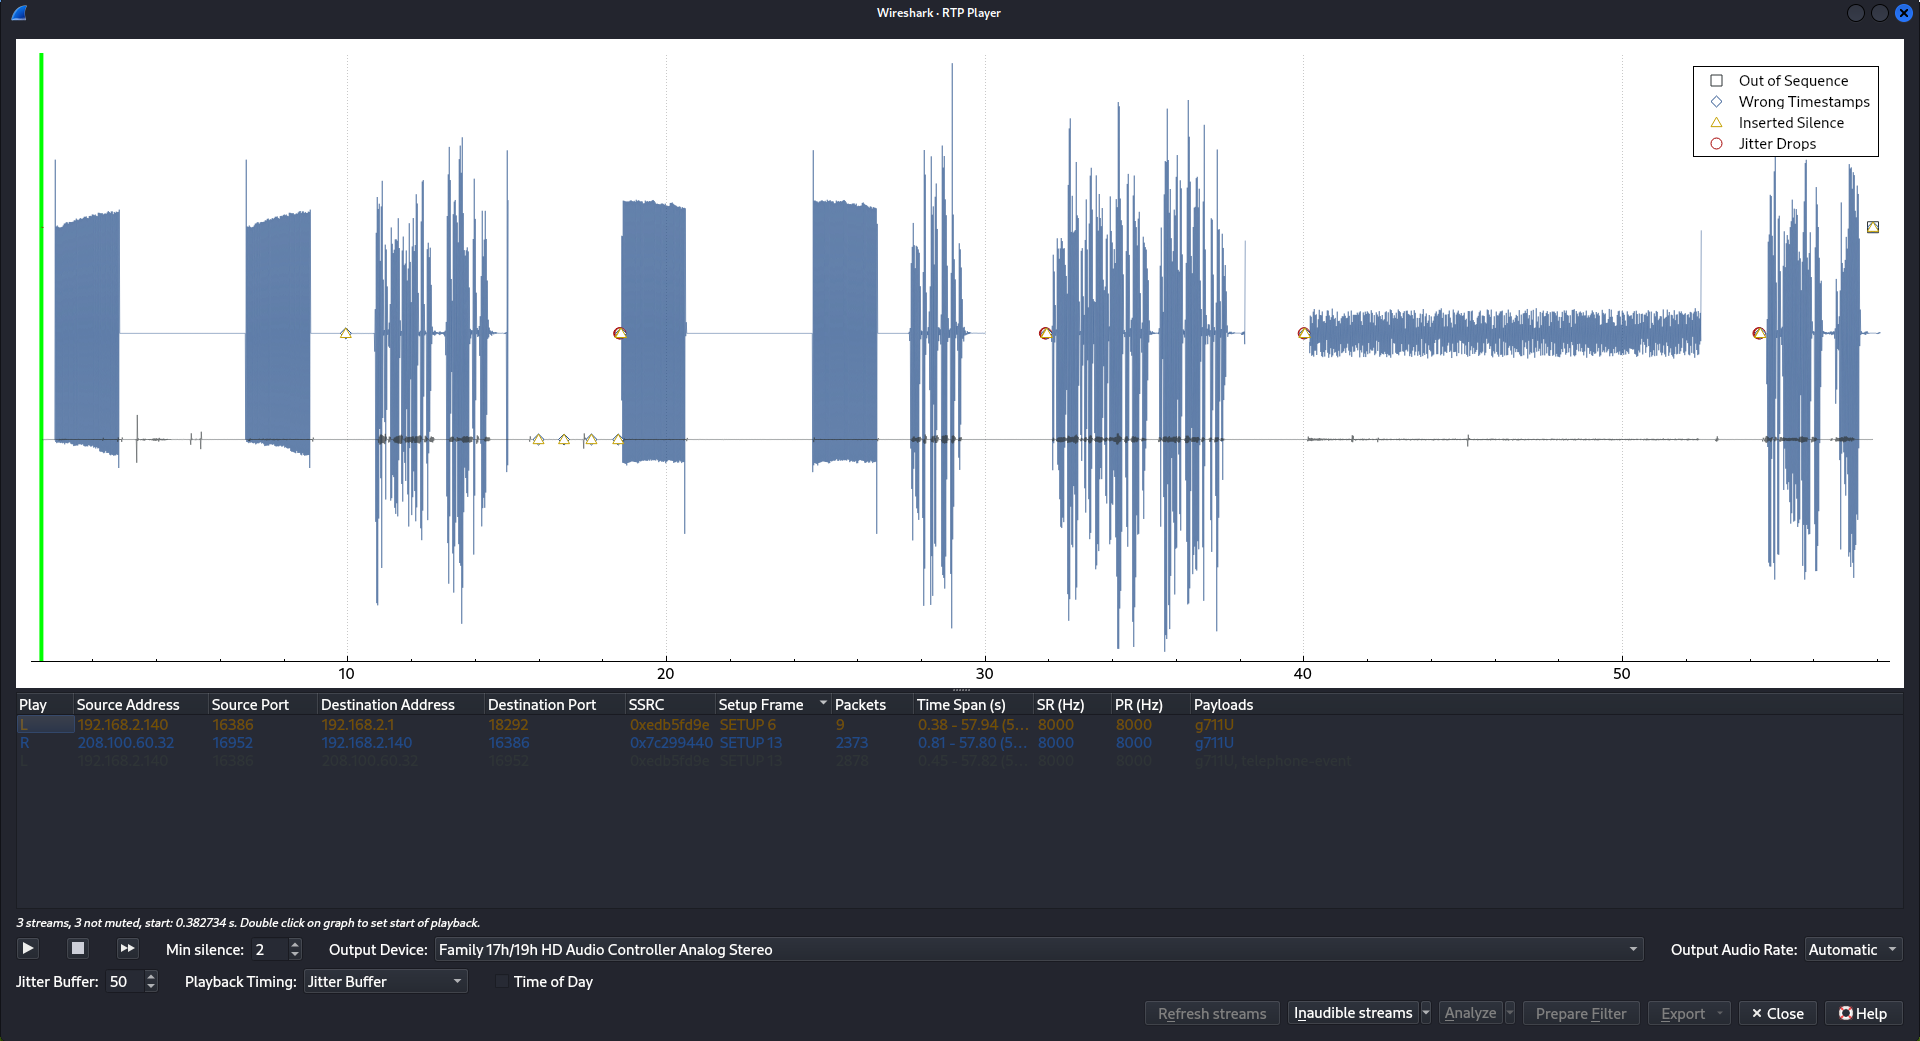 Wireshark · RTP Player
Out of Sequence
Wrong Timestamps
Inserted Silence
Jitter Drops
10 20 30 40 50
Play Source Address Source Port Destination Address Destination Port SSRC Setup Frame Packets Time Span (s) SR (Hz) PR (Hz) Payloads
L 192.168.2.140 16386 192.168.2.1 18292 0xedb5fd9e SETUP 6 9 0.38 - 57.94 (5... 8000 8000 g711U
R 208.100.60.32 16952 192.168.2.140 16386 0x7c299440 SETUP 13 2373 0.81 - 57.80 (5... 8000 8000 g711U
L 192.168.2.140 16386 208.100.60.32 16952 0xedb5fd9e SETUP 13 2878 0.45 - 57.82 (5... 8000 8000 g711U, telephone-event
3 streams, 3 not muted, start: 0.382734 s. Double click on graph to set start of playback.
Min silence: 2 Output Device: Family 17h/19h HD Audio Controller Analog Stereo Output Audio Rate: Automatic
Jitter Buffer: 50 Playback Timing: Jitter Buffer Time of Day
Refresh streams Inaudible streams Analyze Prepare Filter Export Close Help